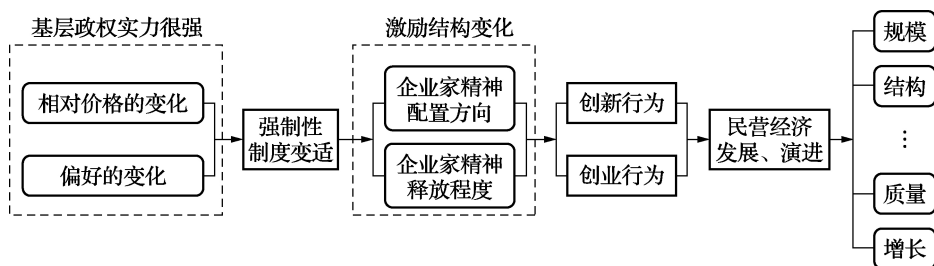 基层政权实力很强
相对价格的变化
偏好的变化
强制性
制度变迁
激励结构变化
企业家精神
配置方向
企业家精神
释放程度
创新行为
创业行为
民营经济
发展、演进
规模
结构
⋮
质量
增长